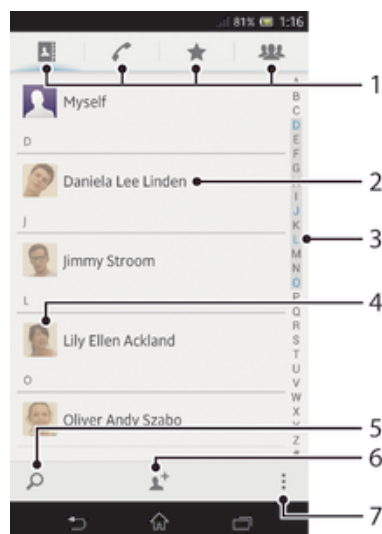 81% 1:16
1
Myself
A
B
C
D
D
E
F
G
Daniela Lee Linden
2
I
J
J
K
L
3
M
N
O
Jimmy Stroom
P
Q
L
4
R
S
T
Lily Ellen Ackland
U
V
O
W
X
Y
Oliver Andy Szabo
Z
#
5
6
7